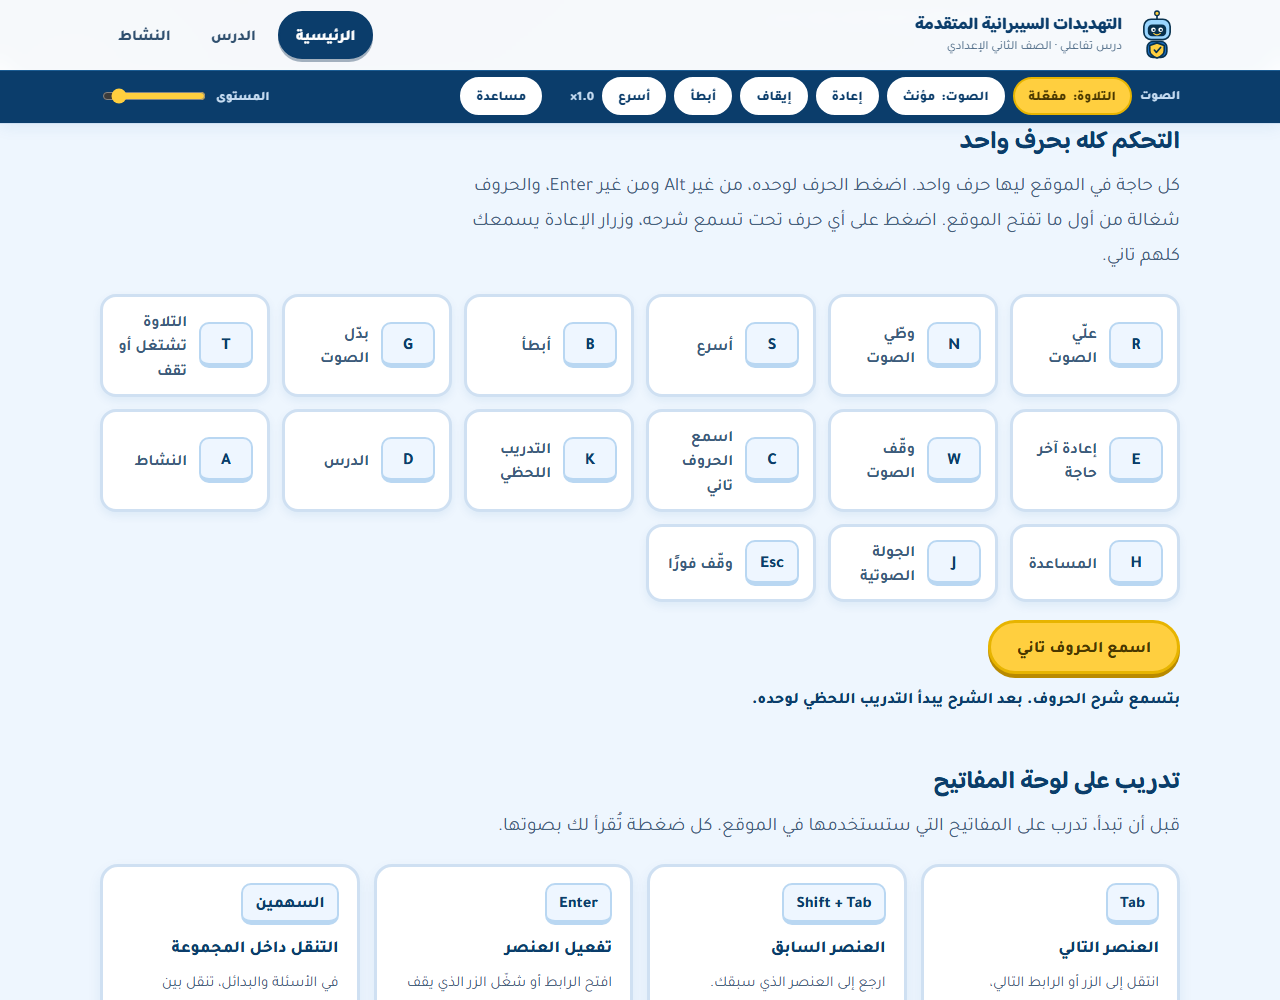 التهديدات السيبرانية المتقدمة
درس تفاعلي · الصف الثاني الإعدادي
الرئيسية
الدرس
النشاط
الصوت
التلاوة: مفعّلة
الصوت: مؤنث
إعادة
إيقاف
أبطأ
أسرع
x1.0
مساعدة
المستوى
التحكم كله بحرف واحد
كل حاجة في الموقع ليها حرف واحد. اضغط الحرف لوحده، من غير Alt ومن غير Enter، والحروف
شغالة من أول ما تفتح الموقع. اضغط على أي حرف تحت تسمع شرحه، وزرار الإعادة يسمعك
كلهم تاني.
R
علّي
الصوت
N
وطّي
الصوت
S
أسرع
B
أبطأ
G
بدّل
الصوت
T
التلاوة
تشتغل أو
تقف
E
إعادة آخر
حاجة
W
وقّف
الصوت
C
اسمع
الحروف
تاني
K
التدريب
اللحظي
D
الدرس
A
النشاط
H
المساعدة
J
الجولة
الصوتية
Esc
وقّف فورًا
اسمع الحروف تاني
بتسمع شرح الحروف. بعد الشرح يبدأ التدريب اللحظي لوحده.
تدريب على لوحة المفاتيح
قبل أن تبدأ، تدرب على المفاتيح التي ستستخدمها في الموقع. كل ضغطة تُقرأ لك بصوتها.
Tab
العنصر التالي
انتقل إلى الزر أو الرابط التالي،
Shift + Tab
العنصر السابق
ارجع إلى العنصر الذي سبقك.
Enter
تفعيل العنصر
افتح الرابط أو شغّل الزر الذي يقف
السهمين
التنقل داخل المجموعة
في الأسئلة والبدائل، تنقل بين